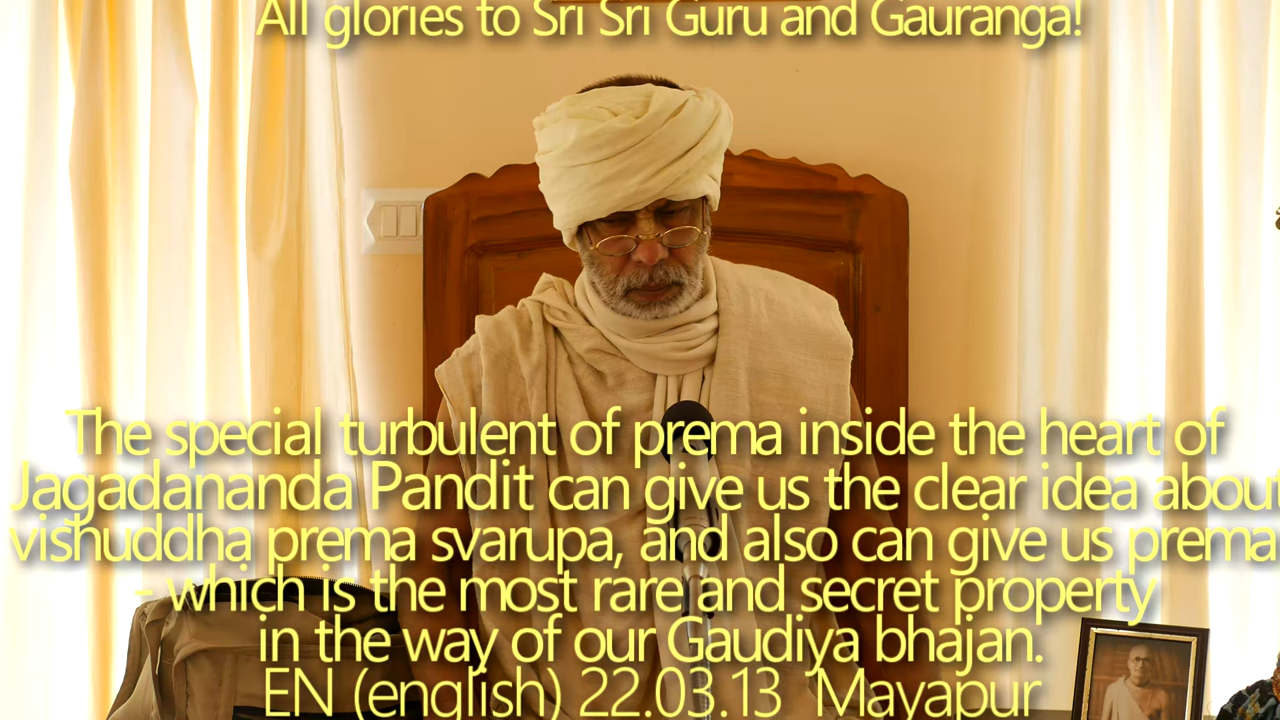 All glories to Sri Sri Guru and Gauranga!
The special turbulent of prema inside the heart of
Jagadananda Pandit can give us the clear idea about
vishuddha prema svarupa, and also can give us prema
- which is the most rare and secret property
in the way of our Gaudiya bhajan.
EN (english) 22.03.13 Mayapur